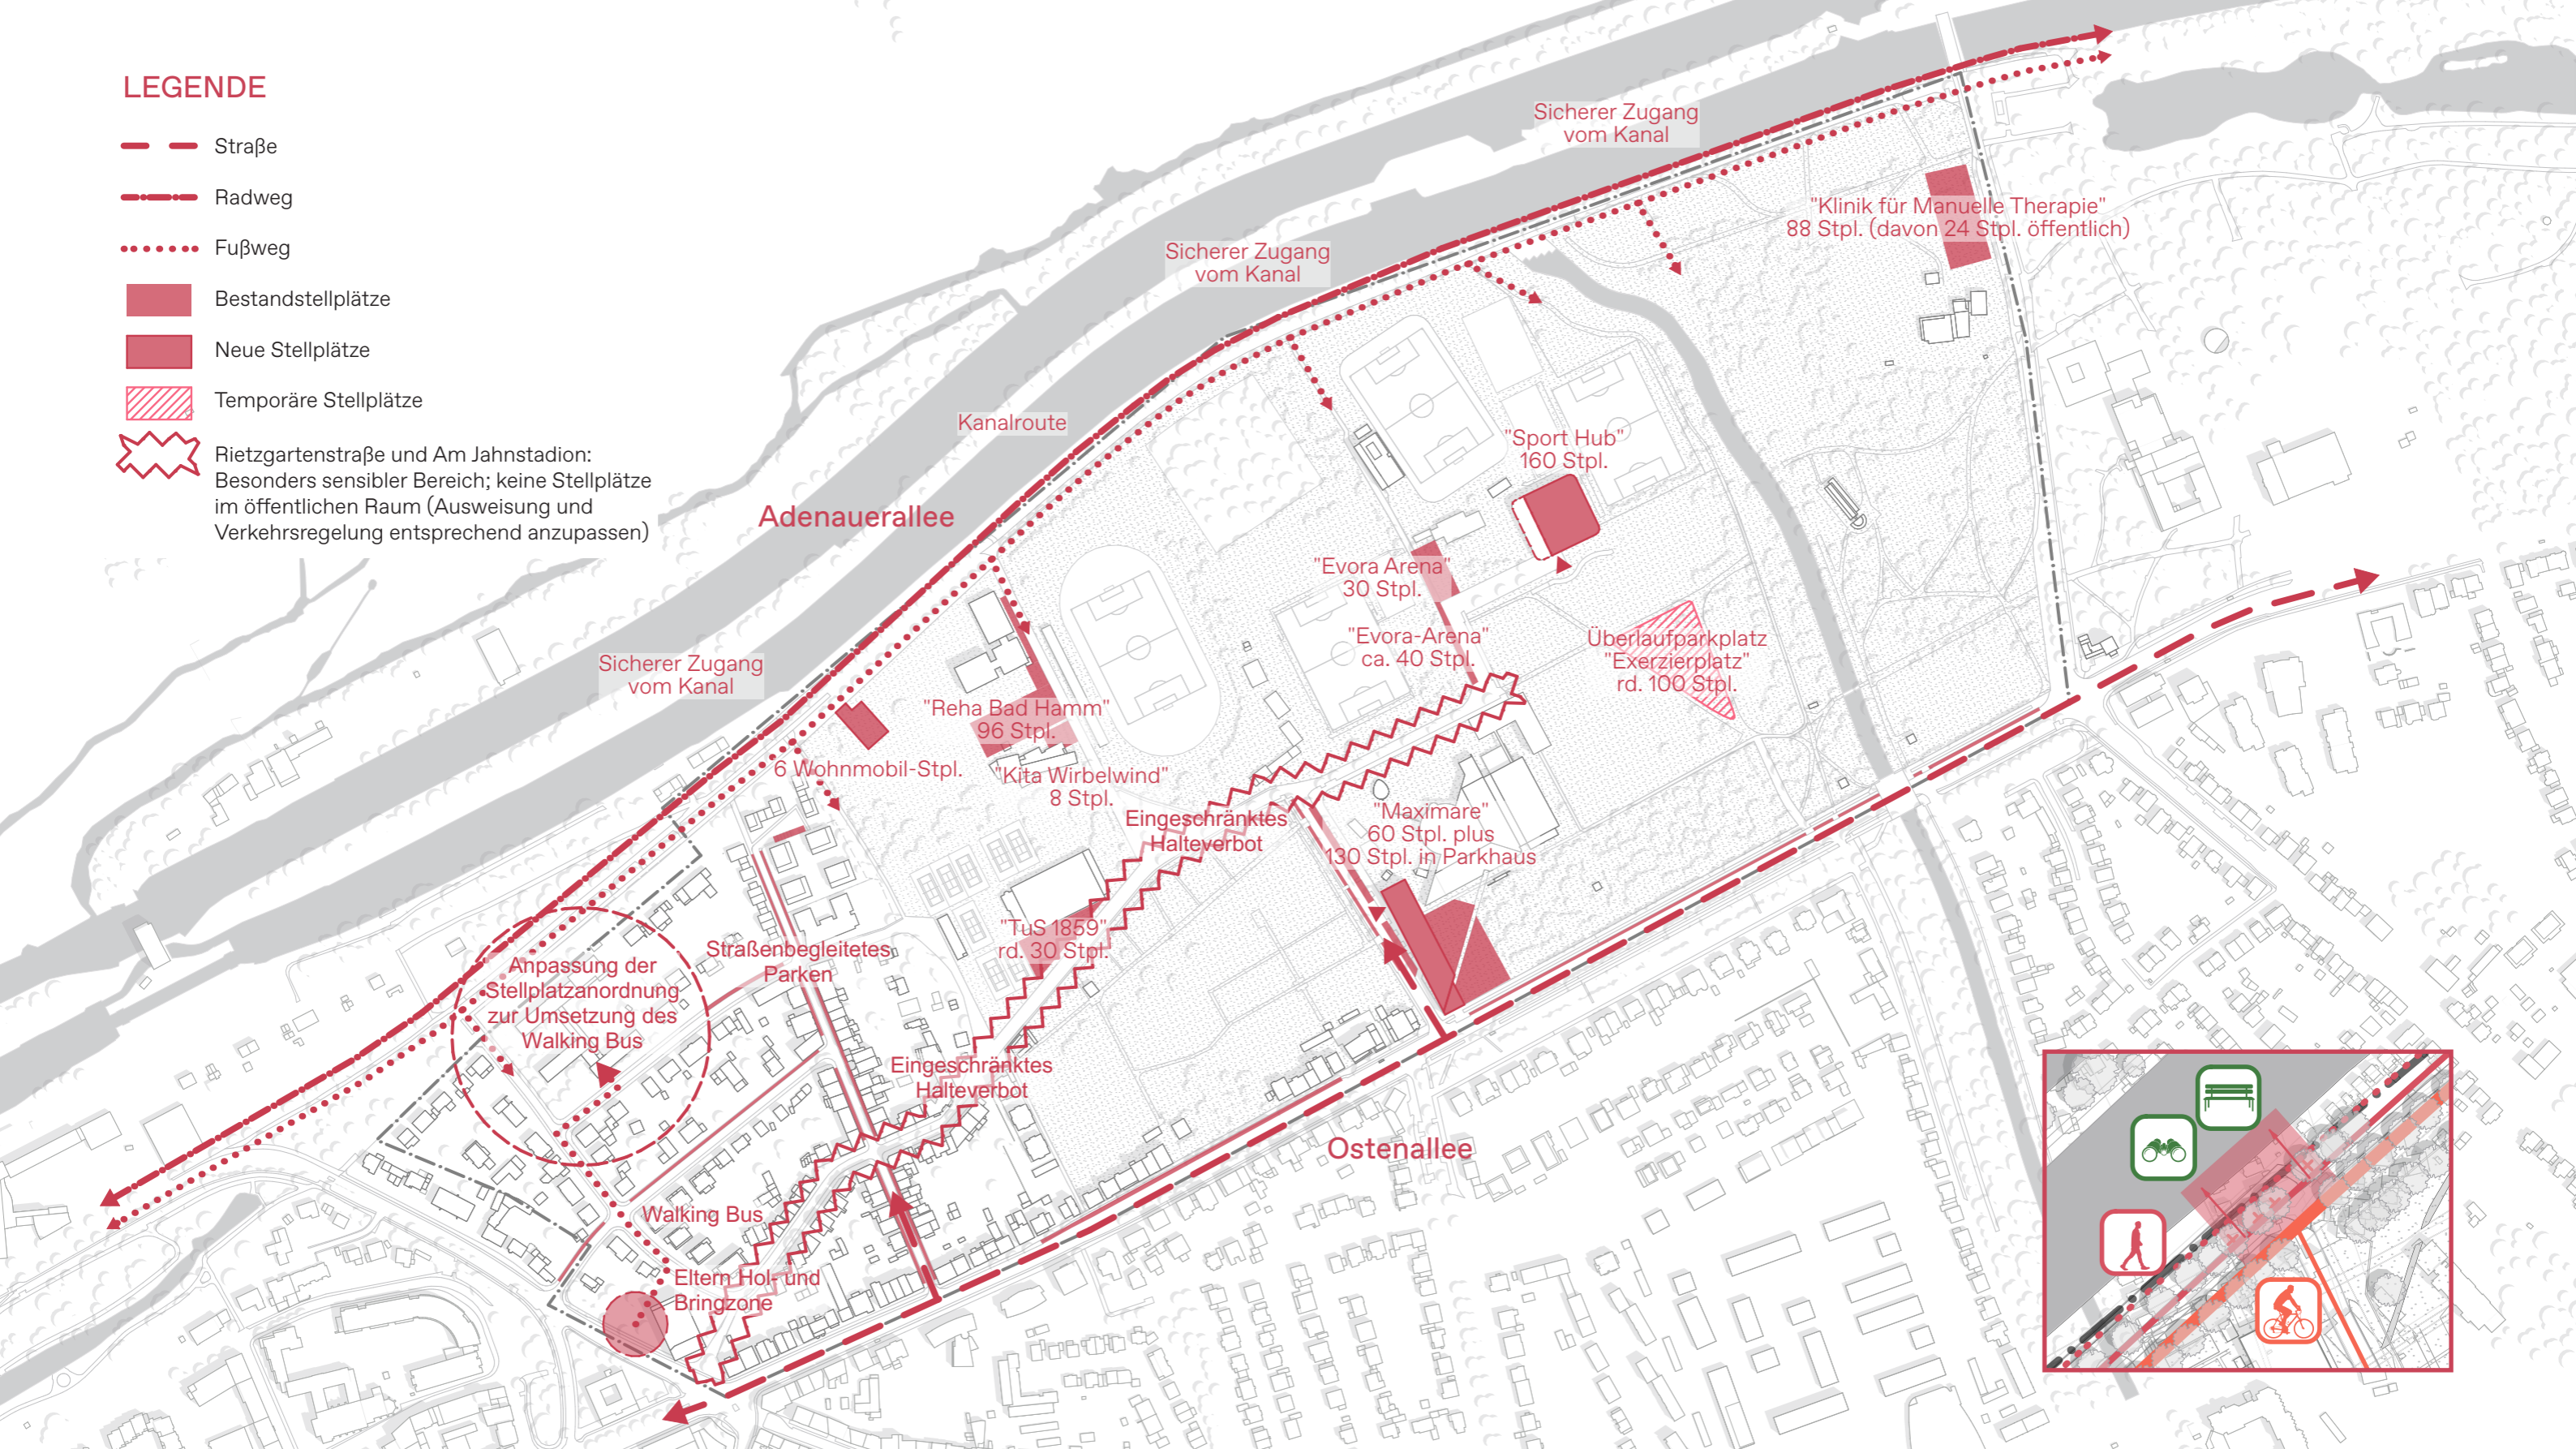 LEGENDE
Straße
Radweg
Fußweg
Bestandstellplätze
Neue Stellplätze
Temporäre Stellplätze
Rietzgartenstraße und Am Jahnstadion:
Besonders sensibler Bereich; keine Stellplätze
im öffentlichen Raum (Ausweisung und
Verkehrsregelung entsprechend anzupassen)
Sicherer Zugang
vom Kanal
"Klinik für Manuelle Therapie"
88 Stpl. (davon 24 Stpl. öffentlich)
Sicherer Zugang
vom Kanal
Kanalroute
"Sport Hub"
160 Stpl.
Adenauerallee
"Evora Arena"
30 Stpl.
"Evora-Arena"
ca. 40 Stpl.
Überlaufparkplatz
"Exerzierplatz"
rd. 100 Stpl.
Sicherer Zugang
vom Kanal
"Reha Bad Hamm"
96 Stpl.
6 Wohnmobil-Stpl.
"Kita Wirbelwind"
8 Stpl.
Eingeschränktes
Halteverbot
"Maximare"
60 Stpl. plus
130 Stpl. in Parkhaus
"TuS 1859"
rd. 30 Stpl.
Straßenbegleitetes
Parken
Anpassung der
Stellplatzanordnung
zur Umsetzung des
Walking Bus
Eingeschränktes
Halteverbot
Ostenallee
Walking Bus
Eltern Hol- und
Bringzone